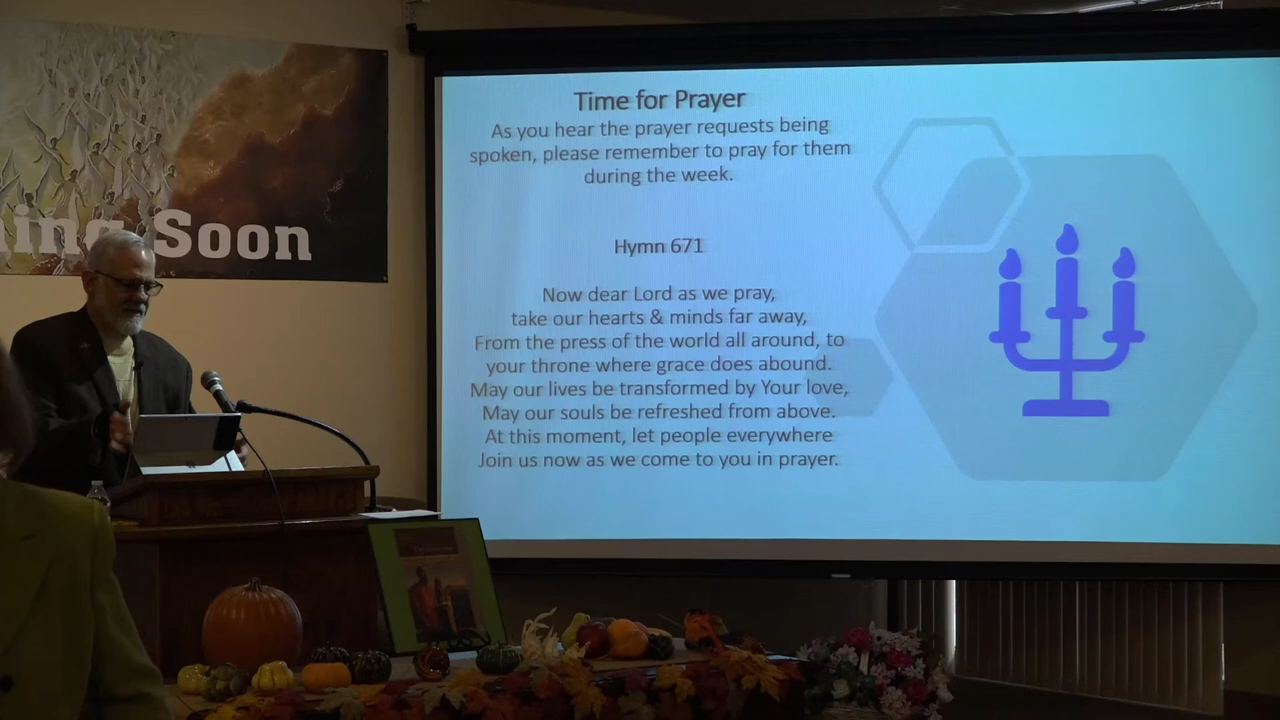 ing Soon
Time for Prayer
As you hear the prayer requests being
spoken, please remember to pray for them
during the week.
Hymn 671
Now dear Lord as we pray,
take our hearts & minds far away,
From the press of the world all around, to
your throne where grace does abound.
May our lives be transformed by Your love,
May our souls be refreshed from above.
At this moment, let people everywhere
Join us now as we come to you in prayer.